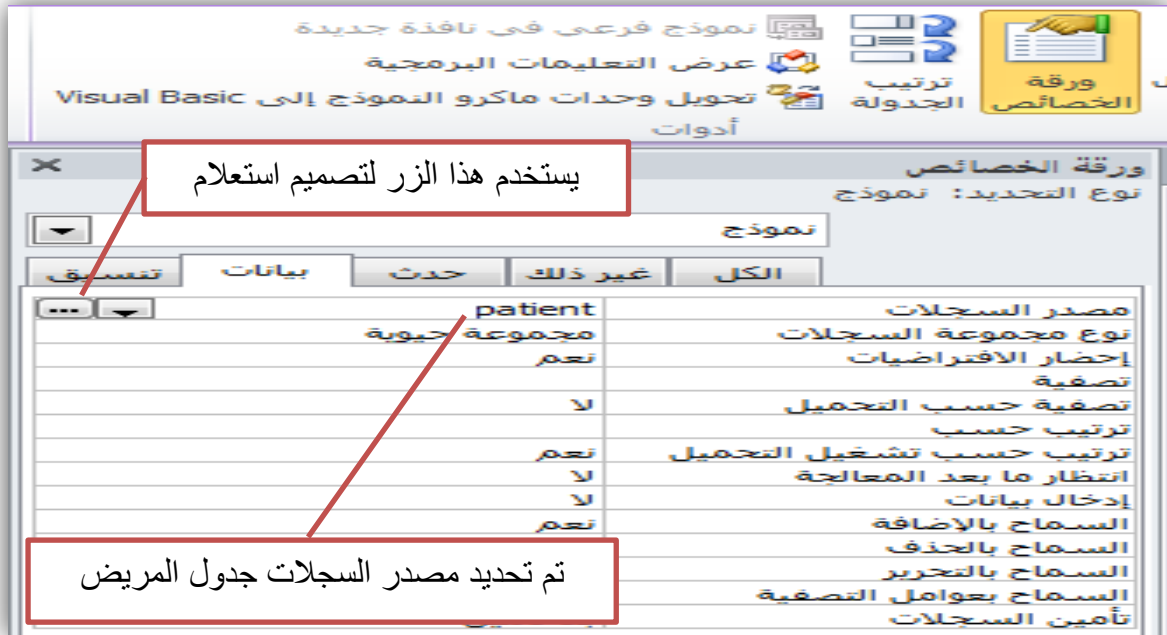 نموذج فرعي في نافذة جديدة
عرض التعليمات البرمجية
تحويل وحدات ماكرو النموذج إلى Visual Basic
ترتيب الجدولة
ورقة الخصائص
أدوات
ورقة الخصائص
نوع التحديد: نموذج
يستخدم هذا الزر لتصميم استعلام
نموذج
الكل غير ذلك حدث بيانات تنسيق
مصدر السجلات patient
نوع مجموعة السجلات مجموعة حيوية
إحضار الافتراضيات نعم
تصفية
تصفية حسب التحميل لا
ترتيب حسب
ترتيب حسب تشغيل التحميل نعم
انتظار ما بعد المعالجة لا
إدخال بيانات لا
السماح بالإضافة نعم
السماح بالحذف
السماح بالتحرير
السماح بعوامل التصفية
تأمين السجلات
تم تحديد مصدر السجلات جدول المريض